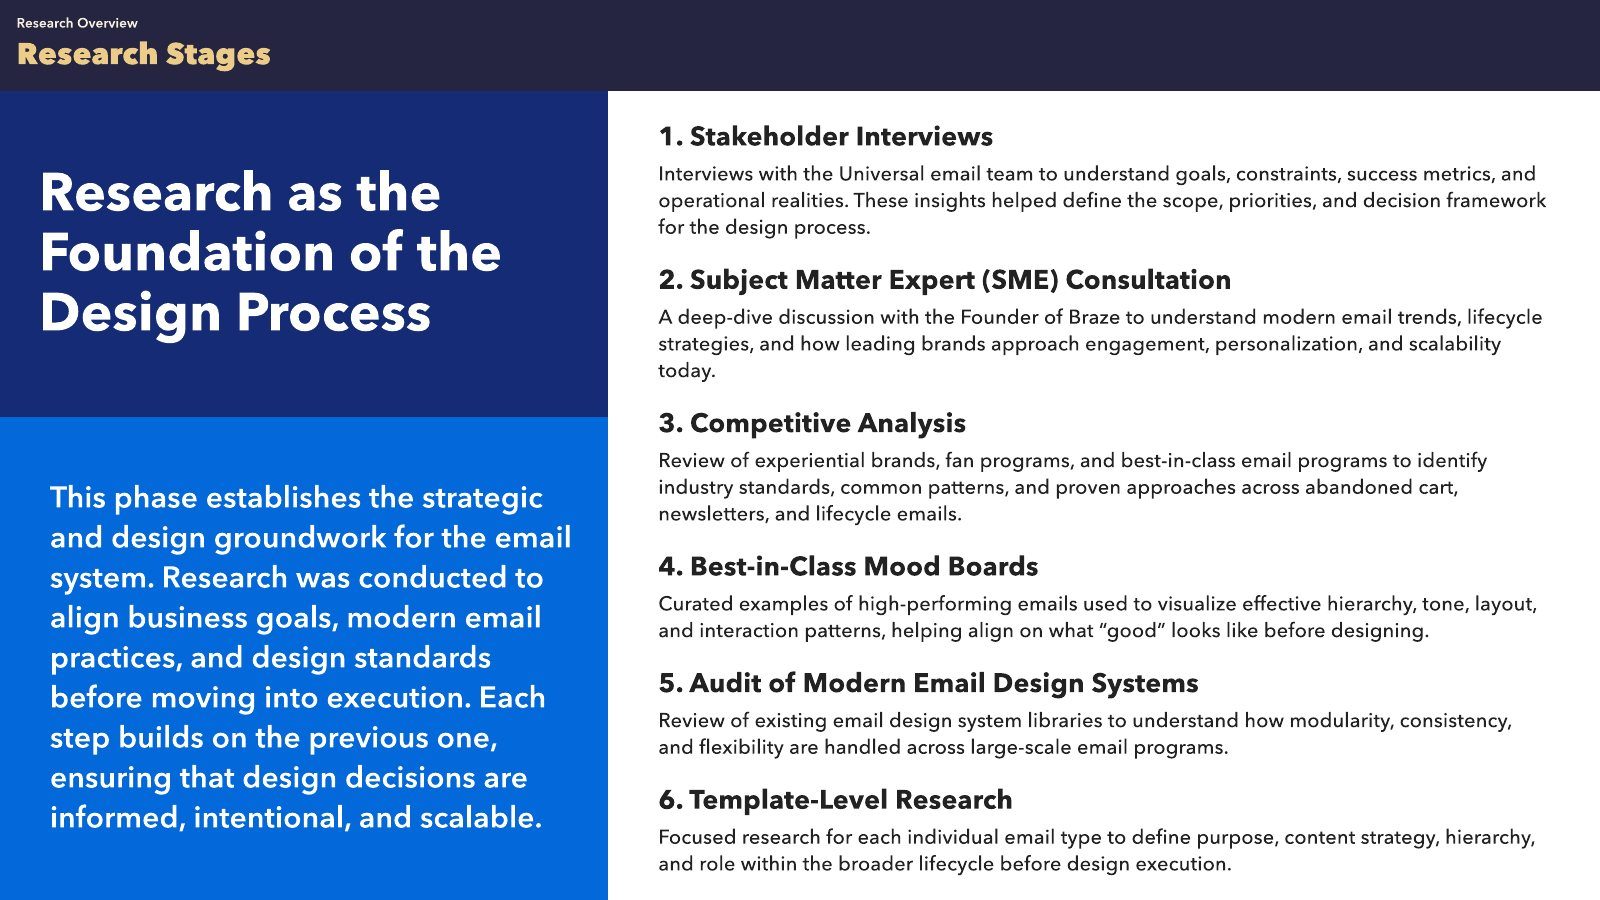 Research Overview
Research Stages
Research as the
Foundation of the
Design Process
This phase establishes the strategic
and design groundwork for the email
system. Research was conducted to
align business goals, modern email
practices, and design standards
before moving into execution. Each
step builds on the previous one,
ensuring that design decisions are
informed, intentional, and scalable.
1. Stakeholder Interviews
Interviews with the Universal email team to understand goals, constraints, success metrics, and
operational realities. These insights helped define the scope, priorities, and decision framework
for the design process.
2. Subject Matter Expert (SME) Consultation
A deep-dive discussion with the Founder of Braze to understand modern email trends, lifecycle
strategies, and how leading brands approach engagement, personalization, and scalability
today.
3. Competitive Analysis
Review of experiential brands, fan programs, and best-in-class email programs to identify
industry standards, common patterns, and proven approaches across abandoned cart,
newsletters, and lifecycle emails.
4. Best-in-Class Mood Boards
Curated examples of high-performing emails used to visualize effective hierarchy, tone, layout,
and interaction patterns, helping align on what “good” looks like before designing.
5. Audit of Modern Email Design Systems
Review of existing email design system libraries to understand how modularity, consistency,
and flexibility are handled across large-scale email programs.
6. Template-Level Research
Focused research for each individual email type to define purpose, content strategy, hierarchy,
and role within the broader lifecycle before design execution.